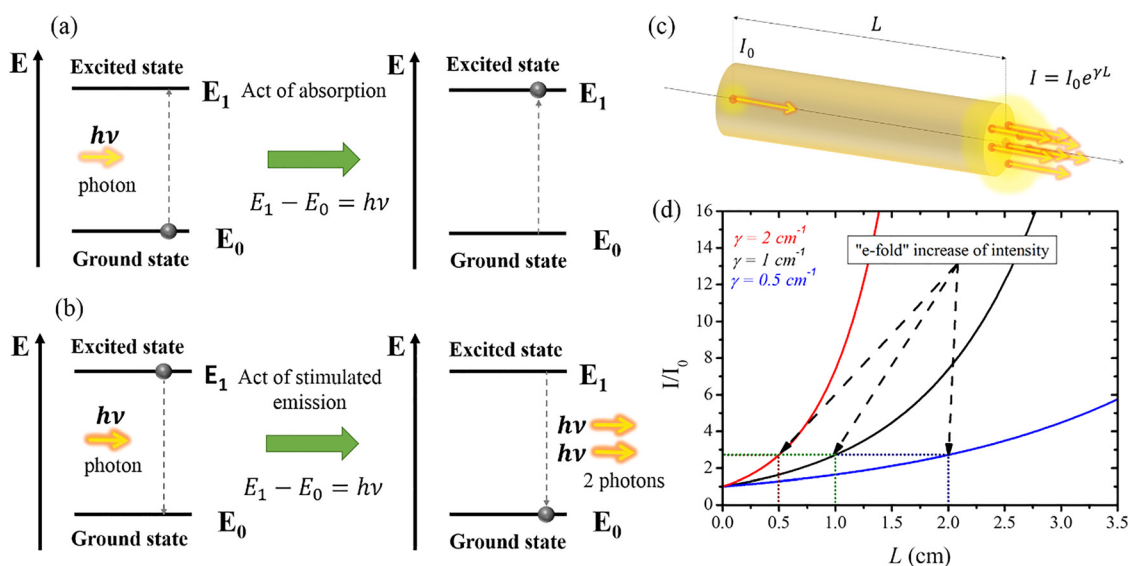 (a)
E
Excited state
E₁
hν
photon
E₀
Ground state
Act of absorption
E₁ − E₀ = hν
E
Excited state
E₁
E₀
Ground state
(b)
E
Excited state
E₁
hν
photon
E₀
Ground state
Act of stimulated
emission
E₁ − E₀ = hν
E
Excited state
E₁
hν
hν
2 photons
E₀
Ground state
(c)
L
I₀
I = I₀e^γL
(d)
γ = 2 cm⁻¹
γ = 1 cm⁻¹
γ = 0.5 cm⁻¹
"e-fold" increase of intensity
I/I₀
16
14
12
10
8
6
4
2
0
0.0 0.5 1.0 1.5 2.0 2.5 3.0 3.5
L (cm)